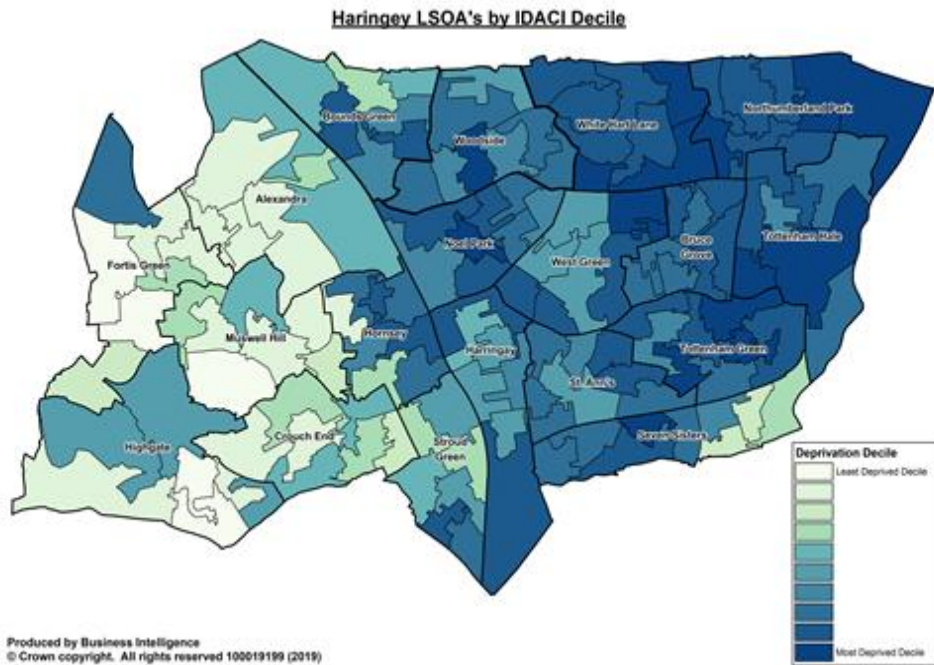 Haringey LSOA's by IDACI Decile
Bounds Green
Woodside
White Hart Lane
Northumberland Park
Alexandra
Noel Park
West Green
Bruce
Grove
Tottenham Hale
Fortis Green
Muswell Hill
Hornsey
Harringay
St. Ann's
Tottenham Green
Highgate
Crouch End
Stroud
Green
Seven Sisters
Deprivation Decile
Least Deprived Decile
Most Deprived Decile
Produced by Business Intelligence
© Crown copyright. All rights reserved 100019199 (2019)